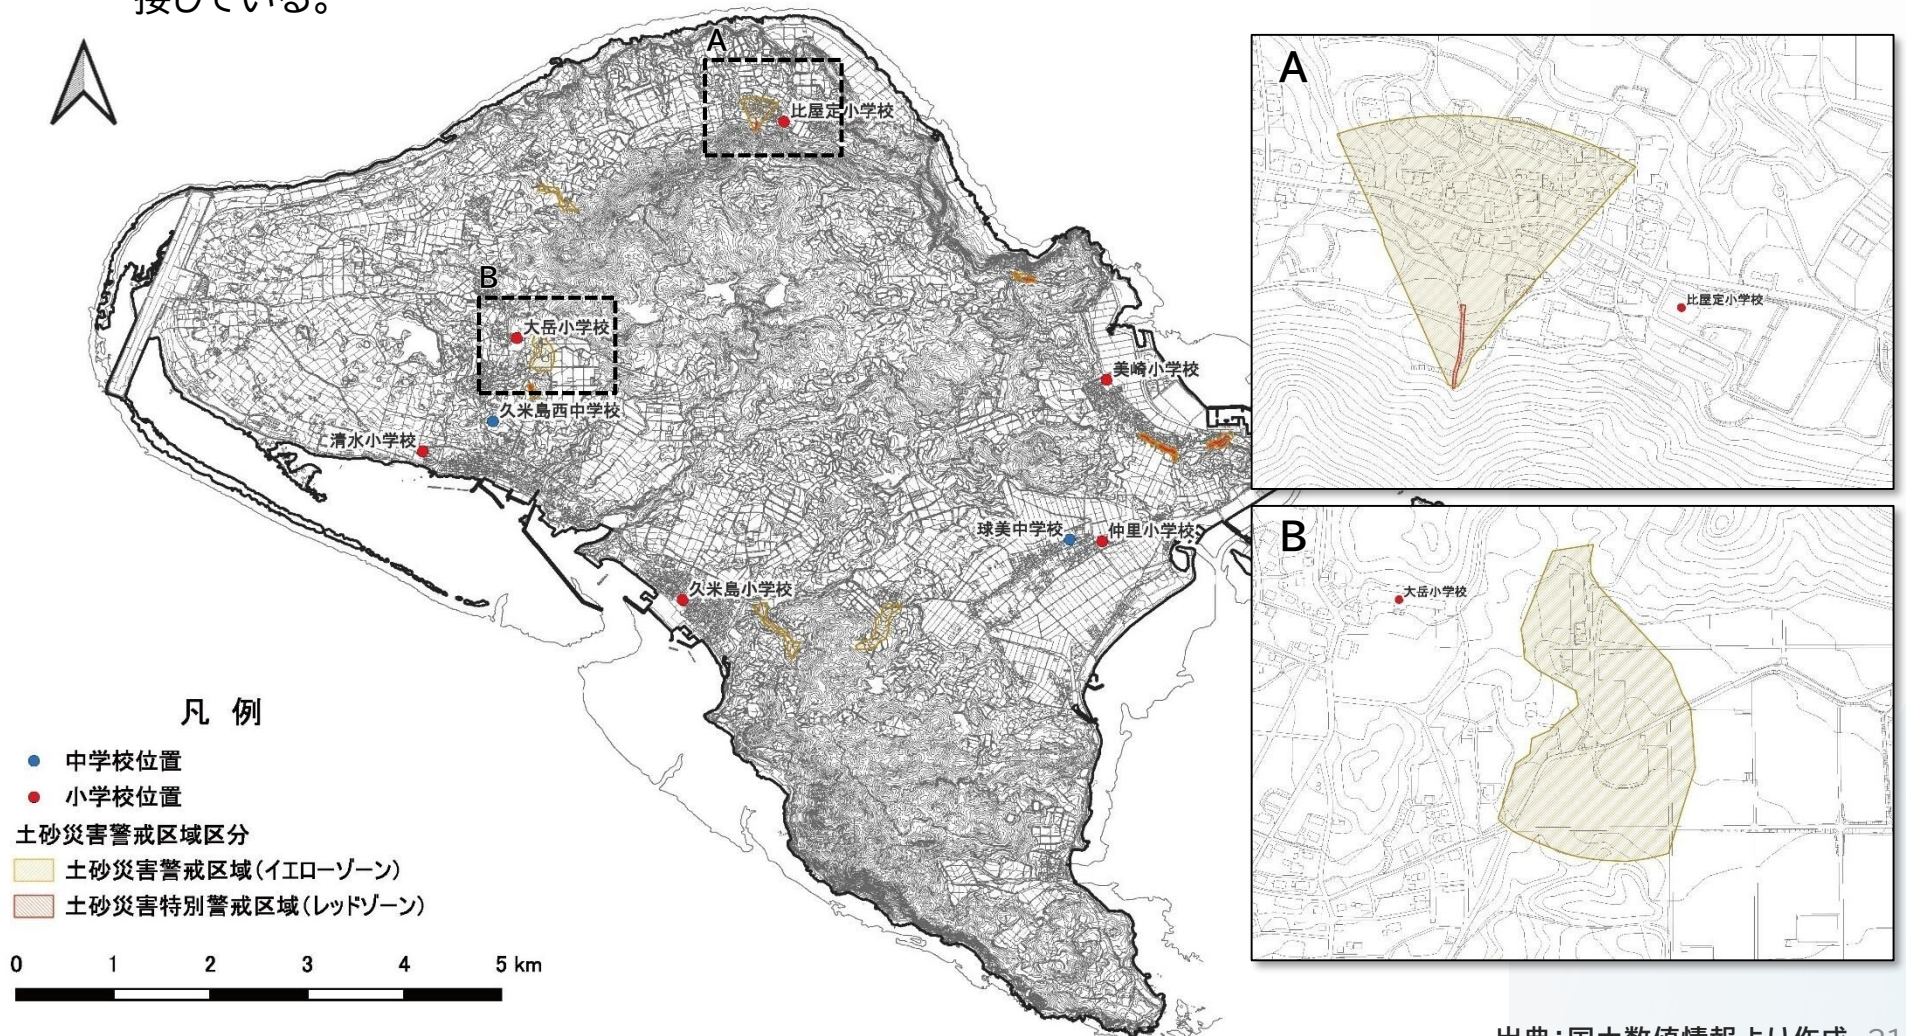 接している。
A
比屋定小学校
B
大岳小学校
久米島西中学校
清水小学校
美崎小学校
球美中学校
仲里小学校
久米島小学校
凡 例
中学校位置
小学校位置
土砂災害警戒区域区分
土砂災害警戒区域(イエローゾーン)
土砂災害特別警戒区域(レッドゾーン)
0 1 2 3 4 5 km
A
比屋定小学校
B
大岳小学校
出典:国土数値情報より作成
21